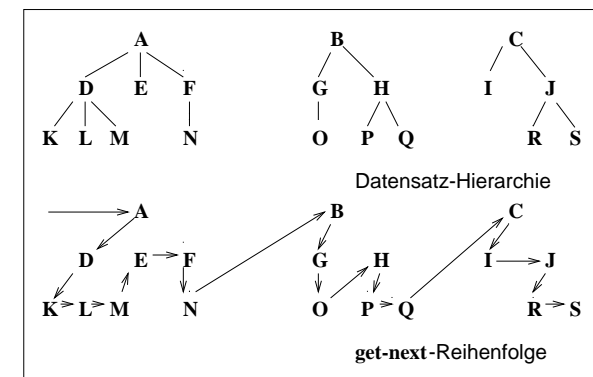 A B C
D E F G H I J
K L M N O P Q R S
Datensatz-Hierarchie
A B C
D E F G H I J
K L M N O P Q R S
get-next-Reihenfolge